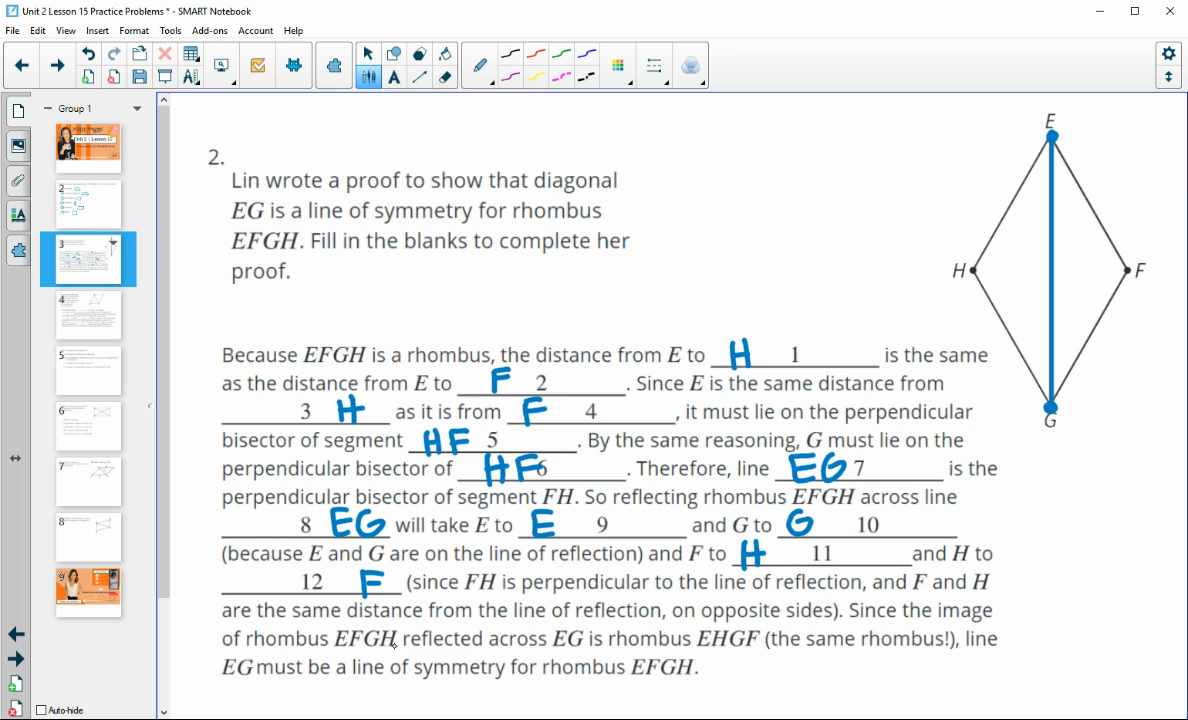 Unit 2 Lesson 15 Practice Problems * - SMART Notebook
File Edit View Insert Format Tools Add-ons Account Help
Group 1
2.
Lin wrote a proof to show that diagonal
EG is a line of symmetry for rhombus
EFGH. Fill in the blanks to complete her
proof.
E
H
F
G
Because EFGH is a rhombus, the distance from E to H 1 is the same
as the distance from E to F 2. Since E is the same distance from
3 H as it is from F 4, it must lie on the perpendicular
bisector of segment HF 5. By the same reasoning, G must lie on the
perpendicular bisector of HF 6. Therefore, line EG 7 is the
perpendicular bisector of segment FH. So reflecting rhombus EFGH across line
8 EG will take E to E 9 and G to G 10
(because E and G are on the line of reflection) and F to H 11 and H to
12 F (since FH is perpendicular to the line of reflection, and F and H
are the same distance from the line of reflection, on opposite sides). Since the image
of rhombus EFGH reflected across EG is rhombus EHGF (the same rhombus!), line
EG must be a line of symmetry for rhombus EFGH.
2
3
4
5
6
7
8
9
Auto-hide